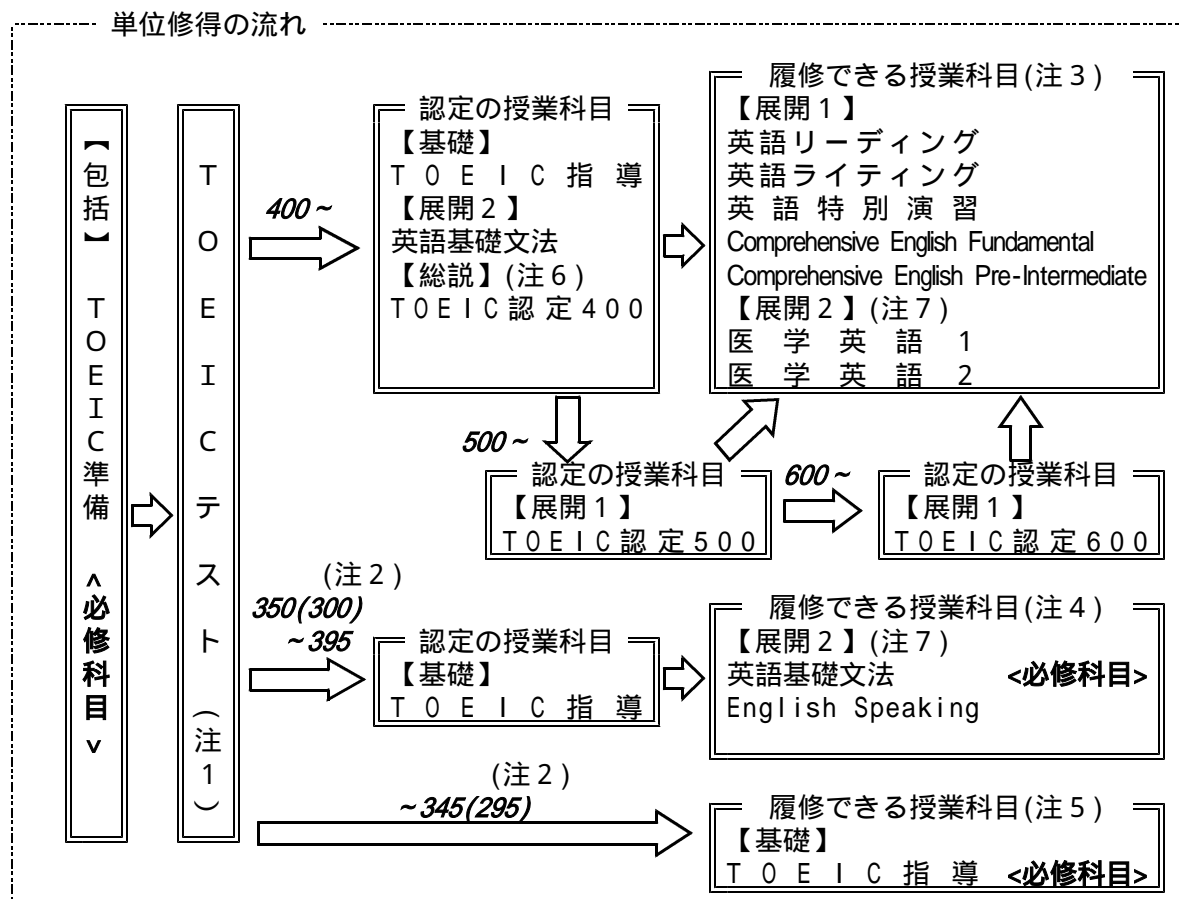 単位修得の流れ
【包括】 TOEIC準備 <必修科目>
TOEICテスト (注1)
400~
認定の授業科目
【基礎】
TOEIC指導
【展開2】
英語基礎文法
【総説】(注6)
TOEIC認定400
履修できる授業科目(注3)
【展開1】
英語リーディング
英語ライティング
英語特別演習
Comprehensive English Fundamental
Comprehensive English Pre-Intermediate
【展開2】(注7)
医学英語1
医学英語2
500~
認定の授業科目
【展開1】
TOEIC認定500
600~
認定の授業科目
【展開1】
TOEIC認定600
(注2)
350(300)
~395
認定の授業科目
【基礎】
TOEIC指導
履修できる授業科目(注4)
【展開2】(注7)
英語基礎文法 <必修科目>
English Speaking
(注2)
~345(295)
履修できる授業科目(注5)
【基礎】
TOEIC指導 <必修科目>